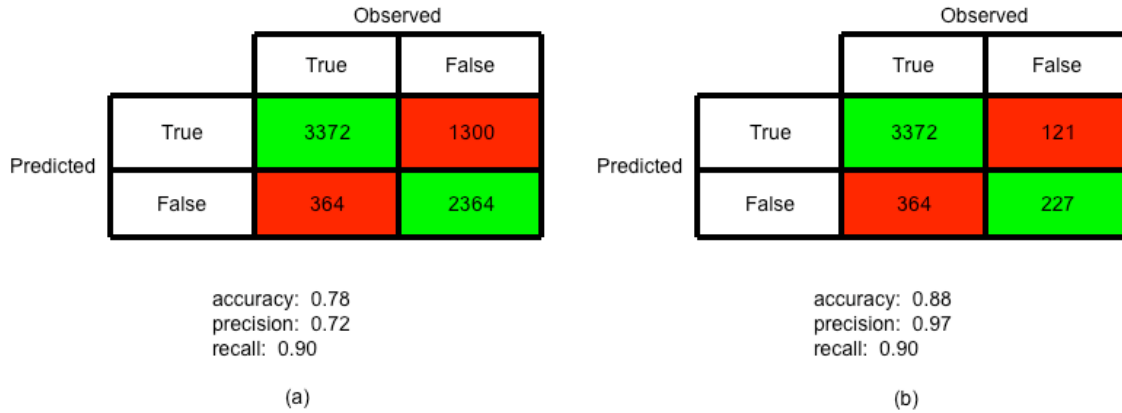 Observed
True False
True 3372 1300
Predicted
False 364 2364
accuracy: 0.78
precision: 0.72
recall: 0.90
(a)
Observed
True False
True 3372 121
Predicted
False 364 227
accuracy: 0.88
precision: 0.97
recall: 0.90
(b)